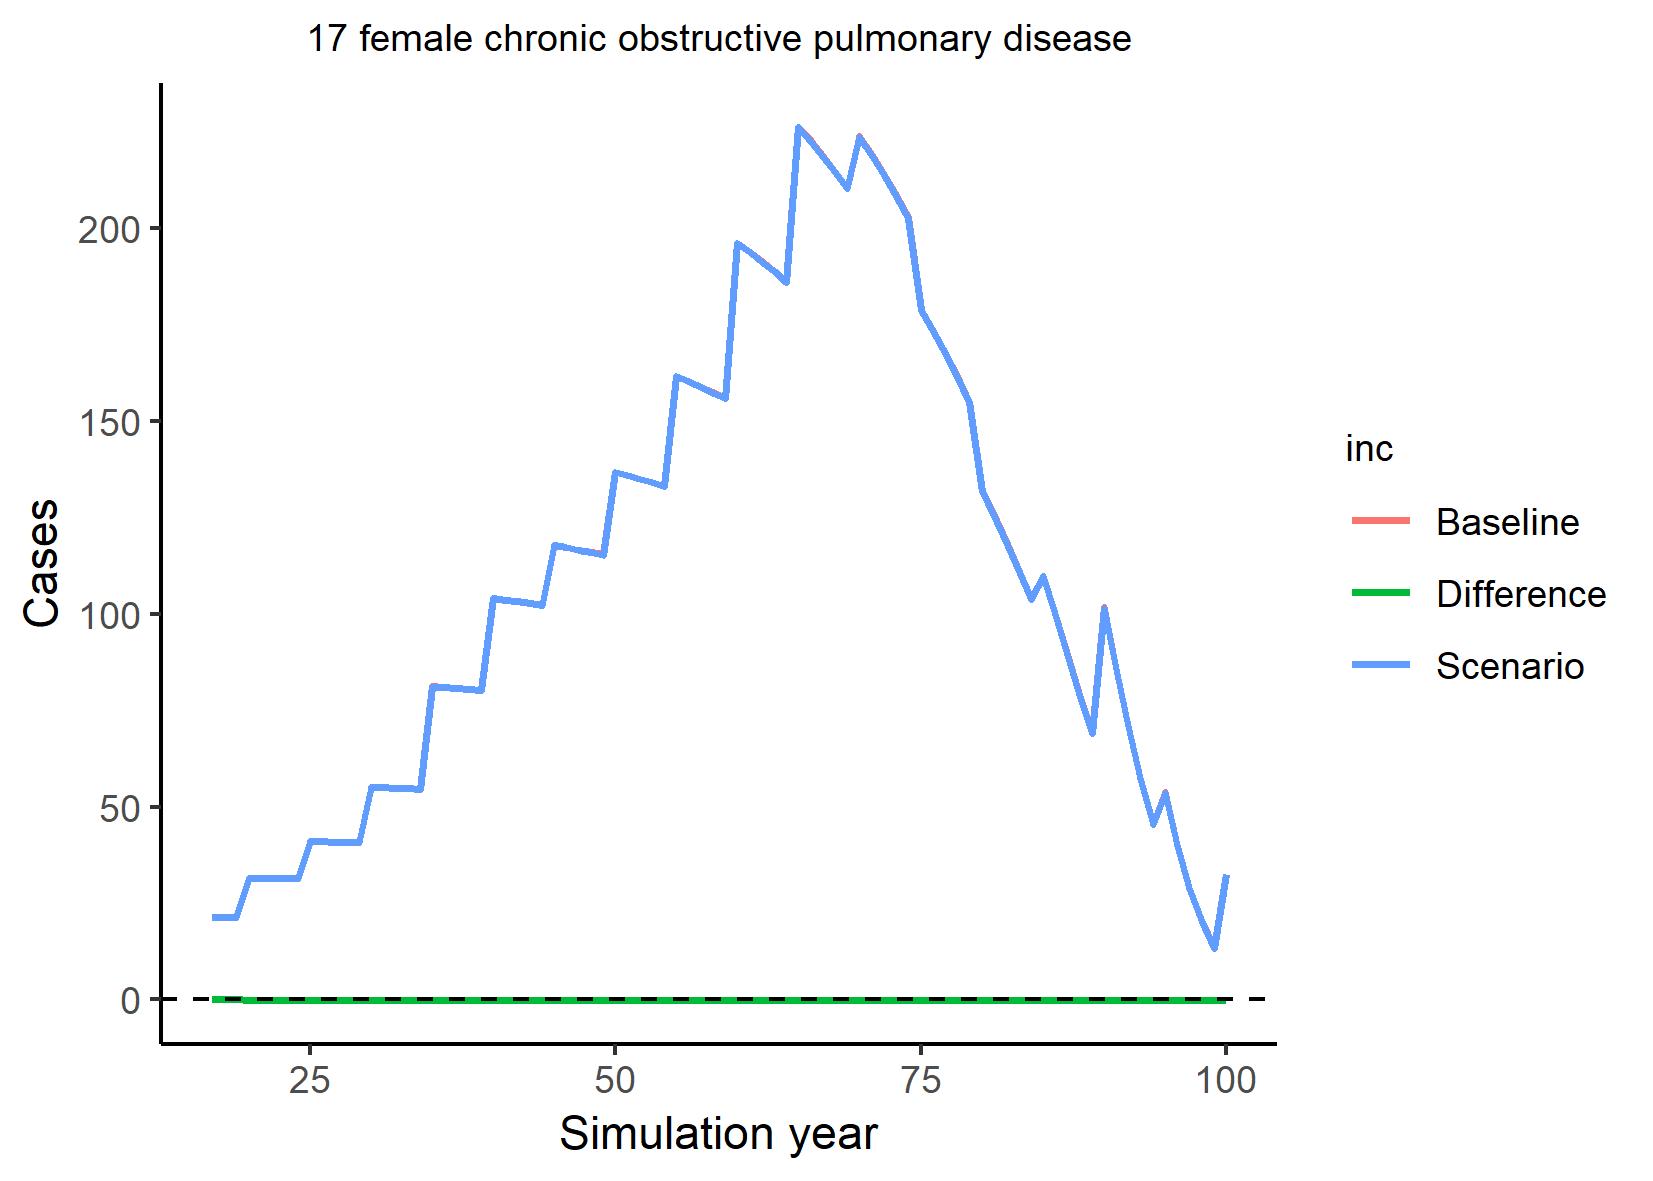 17 female chronic obstructive pulmonary disease
Cases
200
150
100
50
0
25
50
75
100
Simulation year
inc
Baseline
Difference
Scenario